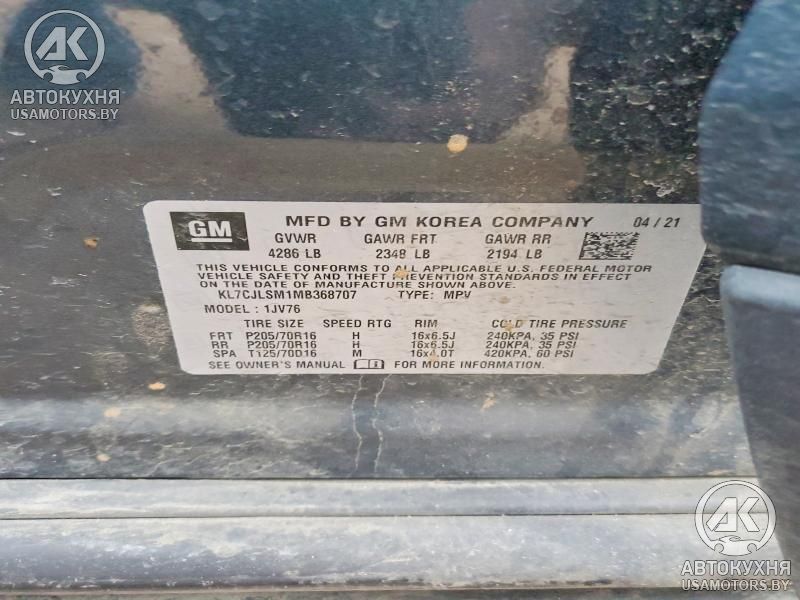 AK
АВТОКУХНЯ
USAMOTORS.BY
GM MFD BY GM KOREA COMPANY 04 / 21
GVWR GAWR FRT GAWR RR
4286 LB 2348 LB 2194 LB
THIS VEHICLE CONFORMS TO ALL APPLICABLE U.S. FEDERAL MOTOR
VEHICLE SAFETY AND THEFT PREVENTION STANDARDS IN EFFECT
ON THE DATE OF MANUFACTURE SHOWN ABOVE.
KL7CJLSM1MB368707 TYPE: MPV
MODEL : 1JV76
TIRE SIZE SPEED RTG RIM COLD TIRE PRESSURE
FRT P205/70R16 H 16x6.5J 240KPA, 35 PSI
RR P205/70R16 H 16x6.5J 240KPA, 35 PSI
SPA T125/70D16 M 16x4.0T 420KPA, 60 PSI
SEE OWNER'S MANUAL FOR MORE INFORMATION.
AK
АВТОКУХНЯ
USAMOTORS.BY